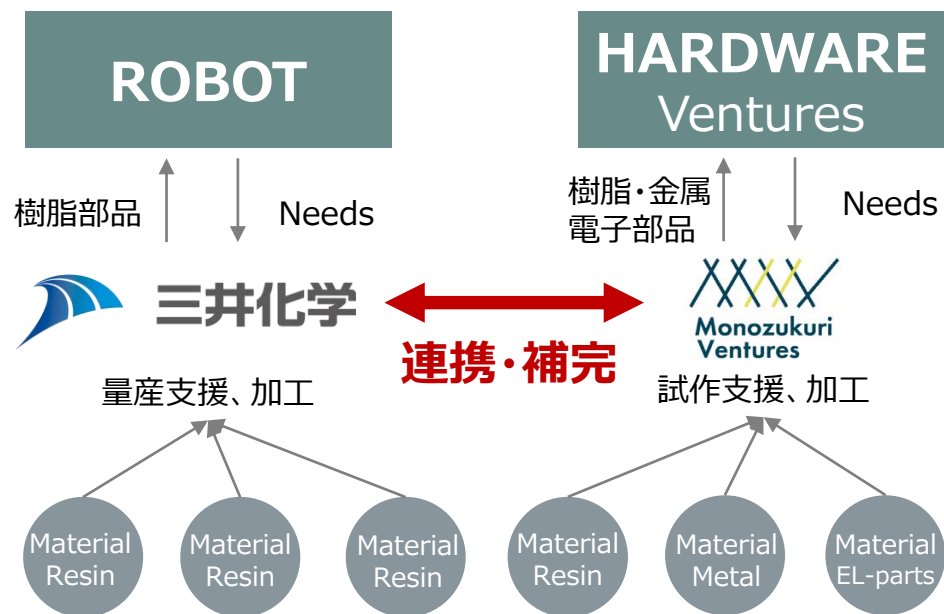 ROBOT
HARDWARE
Ventures
樹脂部品
Needs
樹脂・金属
電子部品
Needs
三井化学
連携・補完
Monozukuri
Ventures
量産支援、加工
試作支援、加工
Material
Resin
Material
Resin
Material
Resin
Material
Resin
Material
Metal
Material
EL-parts